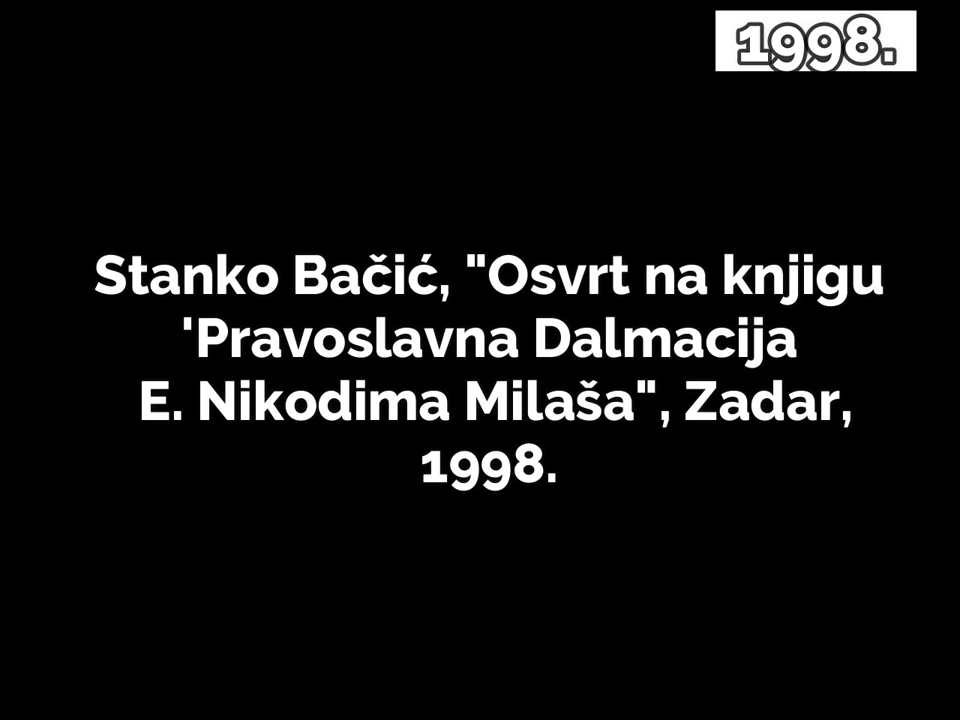 1998.
Stanko Bačić, "Osvrt na knjigu
'Pravoslavna Dalmacija
E. Nikodima Milaša", Zadar,
1998.